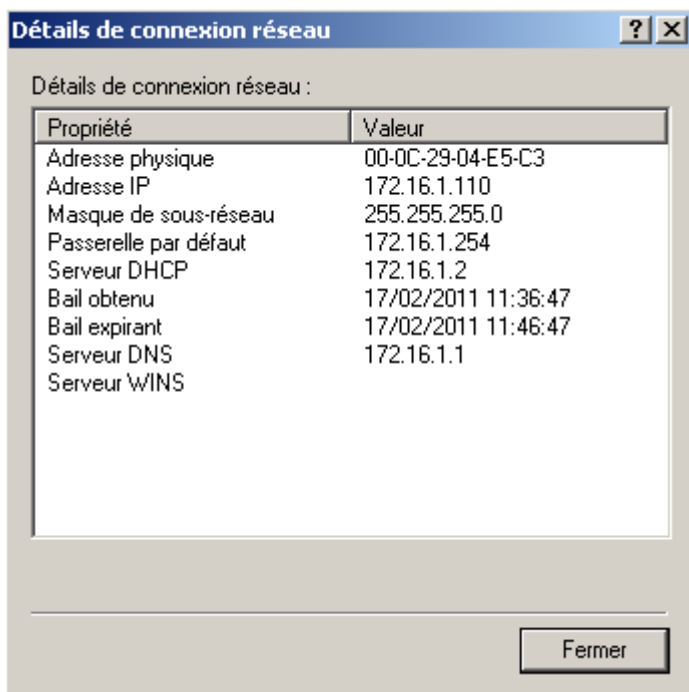 Détails de connexion réseau
Détails de connexion réseau :
Propriété Valeur
Adresse physique 00-0C-29-04-E5-C3
Adresse IP 172.16.1.110
Masque de sous-réseau 255.255.255.0
Passerelle par défaut 172.16.1.254
Serveur DHCP 172.16.1.2
Bail obtenu 17/02/2011 11:36:47
Bail expirant 17/02/2011 11:46:47
Serveur DNS 172.16.1.1
Serveur WINS
Fermer